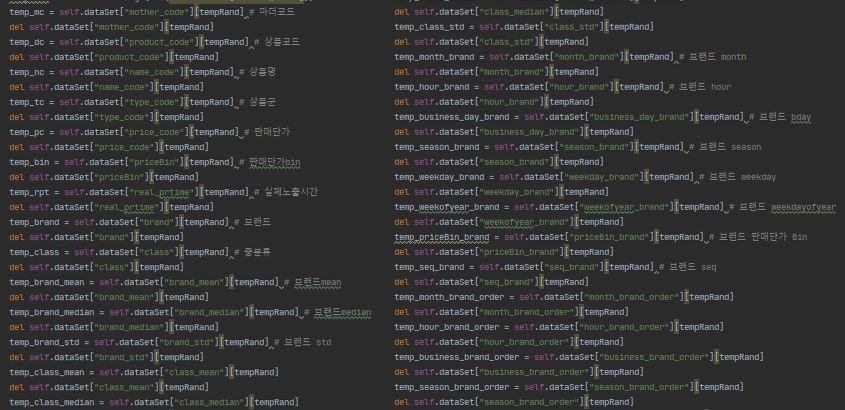 temp_mc = self.dataSet["mother_code"][tempRand] # 마더코드
del self.dataSet["mother_code"][tempRand]
temp_dc = self.dataSet["product_code"][tempRand] # 상품코드
del self.dataSet["product_code"][tempRand]
temp_nc = self.dataSet["name_code"][tempRand] # 상품명
del self.dataSet["name_code"][tempRand]
temp_tc = self.dataSet["type_code"][tempRand] # 상품군
del self.dataSet["type_code"][tempRand]
temp_pc = self.dataSet["price_code"][tempRand] # 판매단가
del self.dataSet["price_code"][tempRand]
temp_bin = self.dataSet["priceBin"][tempRand] # 판매단가bin
del self.dataSet["priceBin"][tempRand]
temp_rpt = self.dataSet["real_prtime"][tempRand] # 실제노출시간
del self.dataSet["real_prtime"][tempRand]
temp_brand = self.dataSet["brand"][tempRand] # 브랜드
del self.dataSet["brand"][tempRand]
temp_class = self.dataSet["class"][tempRand] # 중분류
del self.dataSet["class"][tempRand]
temp_brand_mean = self.dataSet["brand_mean"][tempRand] # 브랜드mean
del self.dataSet["brand_mean"][tempRand]
temp_brand_median = self.dataSet["brand_median"][tempRand] # 브랜드median
del self.dataSet["brand_median"][tempRand]
temp_brand_std = self.dataSet["brand_std"][tempRand] # 브랜드 std
del self.dataSet["brand_std"][tempRand]
temp_class_mean = self.dataSet["class_mean"][tempRand]
del self.dataSet["class_mean"][tempRand]
temp_class_median = self.dataSet["class_median"][tempRand]
del self.dataSet["class_median"][tempRand]
temp_class_std = self.dataSet["class_std"][tempRand]
del self.dataSet["class_std"][tempRand]
temp_month_brand = self.dataSet["month_brand"][tempRand] # 브랜드 month
del self.dataSet["month_brand"][tempRand]
temp_hour_brand = self.dataSet["hour_brand"][tempRand] # 브랜드 hour
del self.dataSet["hour_brand"][tempRand]
temp_business_day_brand = self.dataSet["business_day_brand"][tempRand] # 브랜드 bday
del self.dataSet["business_day_brand"][tempRand]
temp_season_brand = self.dataSet["season_brand"][tempRand] # 브랜드 season
del self.dataSet["season_brand"][tempRand]
temp_weekday_brand = self.dataSet["weekday_brand"][tempRand] # 브랜드 weekday
del self.dataSet["weekday_brand"][tempRand]
temp_weekofyear_brand = self.dataSet["weekofyear_brand"][tempRand] # 브랜드 weekdayofyear
del self.dataSet["weekofyear_brand"][tempRand]
temp_priceBin_brand = self.dataSet["priceBin_brand"][tempRand] # 브랜드 판매단가 Bin
del self.dataSet["priceBin_brand"][tempRand]
temp_seq_brand = self.dataSet["seq_brand"][tempRand] # 브랜드 seq
del self.dataSet["seq_brand"][tempRand]
temp_month_brand_order = self.dataSet["month_brand_order"][tempRand]
del self.dataSet["month_brand_order"][tempRand]
temp_hour_brand_order = self.dataSet["hour_brand_order"][tempRand]
del self.dataSet["hour_brand_order"][tempRand]
temp_business_brand_order = self.dataSet["business_brand_order"][tempRand]
del self.dataSet["business_brand_order"][tempRand]
temp_season_brand_order = self.dataSet["season_brand_order"][tempRand]
del self.dataSet["season_brand_order"][tempRand]